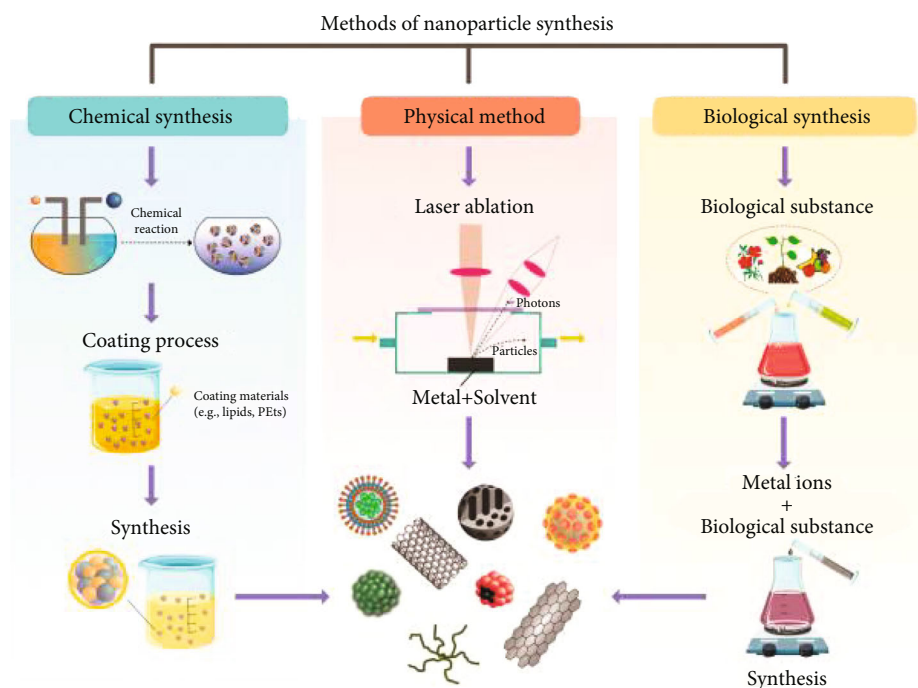 Methods of nanoparticle synthesis
Chemical synthesis
Chemical
reaction
Coating process
Coating materials
(e.g., lipids, PEts)
Synthesis
Physical method
Laser ablation
Photons
Particles
Metal+Solvent
Biological synthesis
Biological substance
Metal ions
+
Biological substance
Synthesis